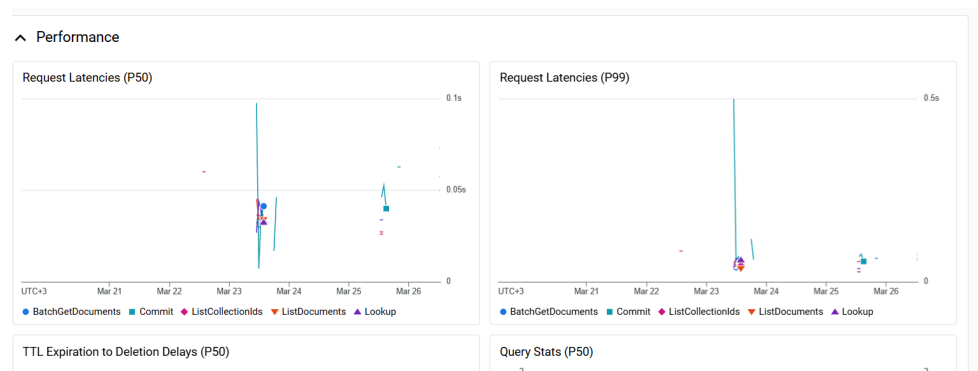 Performance
Request Latencies (P50)
0.1s
0.05s
0
UTC+3 Mar 21 Mar 22 Mar 23 Mar 24 Mar 25 Mar 26
BatchGetDocuments Commit ListCollectionIds ListDocuments Lookup
Request Latencies (P99)
0.5s
0
UTC+3 Mar 21 Mar 22 Mar 23 Mar 24 Mar 25 Mar 26
BatchGetDocuments Commit ListCollectionIds ListDocuments Lookup
TTL Expiration to Deletion Delays (P50)
Query Stats (P50)